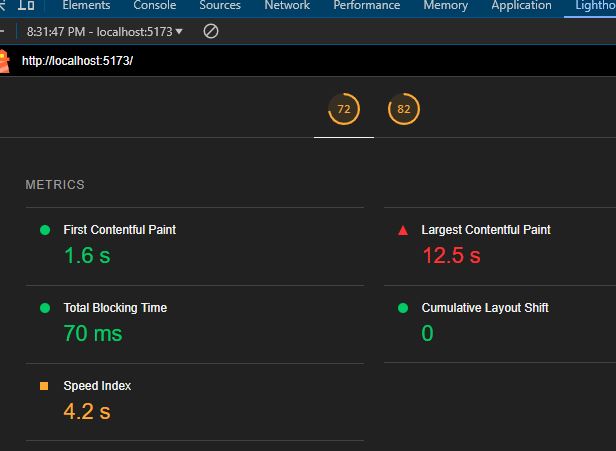 Elements Console Sources Network Performance Memory Application
8:31:47 PM - localhost:5173
http://localhost:5173/
72 82
METRICS
First Contentful Paint
1.6 s
Largest Contentful Paint
12.5 s
Total Blocking Time
70 ms
Cumulative Layout Shift
0
Speed Index
4.2 s